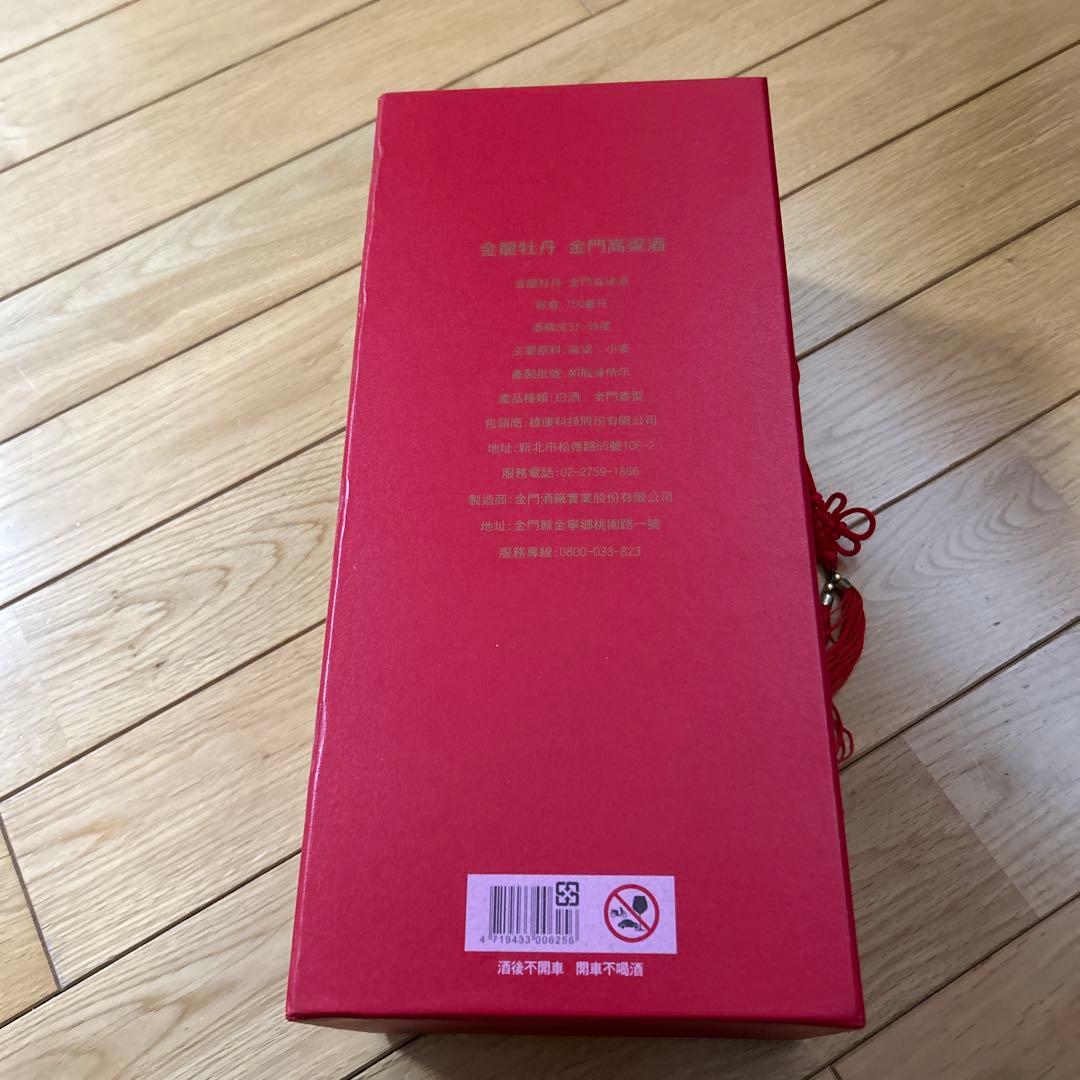 金龍牡丹 金門高粱酒
金龍牡丹 金門高粱酒
容量:750毫升
酒精成分:58度
主要原料:高粱、小麥
產製批號:如瓶身所示
產品種類:白酒 金門香型
包銷商:綠康科技股份有限公司
地址:新北市松德路65號10F-2
服務電話:02-2759-1866
製造商:金門酒廠實業股份有限公司
地址:金門縣金寧鄉桃園路一號
服務專線:0800-033-823
4 719433 006256
酒後不開車 開車不喝酒